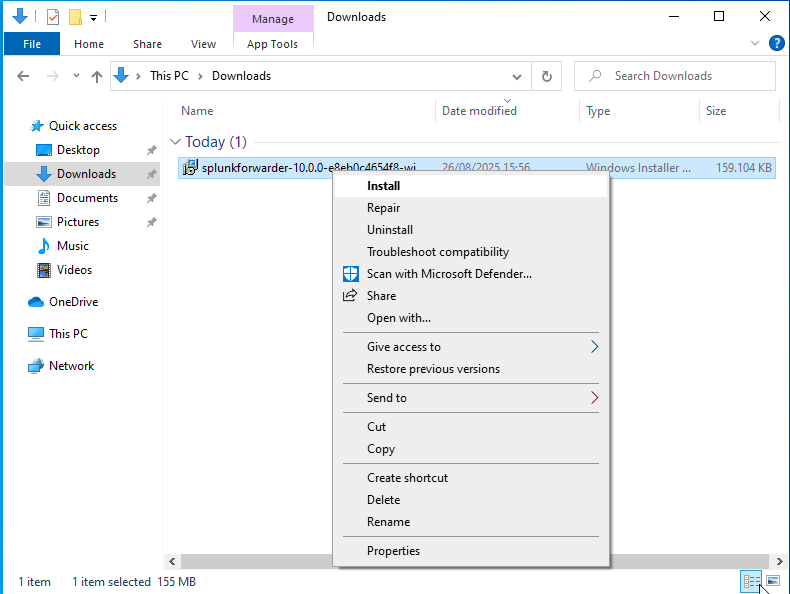 Manage
Downloads
File
Home
Share
View
App Tools
This PC
Downloads
Search Downloads
Name
Date modified
Type
Size
Quick access
Desktop
Downloads
Documents
Pictures
Music
Videos
OneDrive
This PC
Network
Today (1)
splunkforwarder-10.0.0-e8eb0c4654f8-wi... 26/08/2025 15:56 Windows Installer ... 159.104 KB
Install
Repair
Uninstall
Troubleshoot compatibility
Scan with Microsoft Defender...
Share
Open with...
Give access to
Restore previous versions
Send to
Cut
Copy
Create shortcut
Delete
Rename
Properties
1 item 1 item selected 155 MB